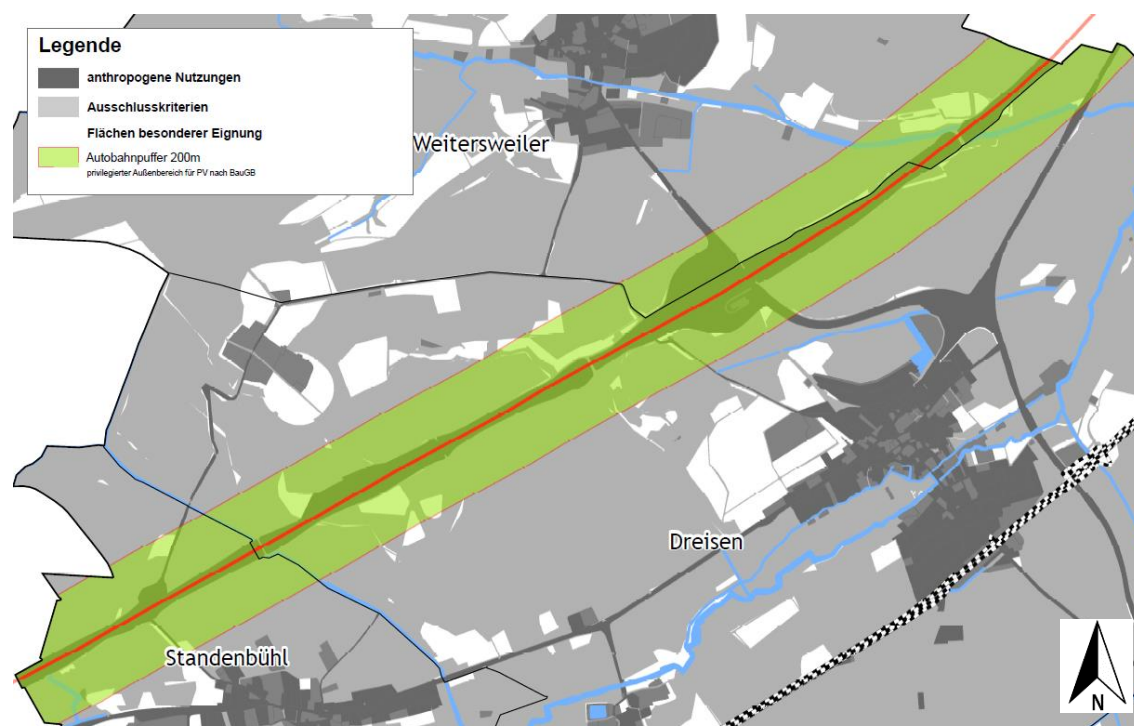 Legende
anthropogene Nutzungen
Ausschlusskriterien
Flächen besonderer Eignung
Autobahnpuffer 200m
privilegierter Außenbereich für PV nach BauGB
Weitersweiler
Dreisen
Standenbühl
N